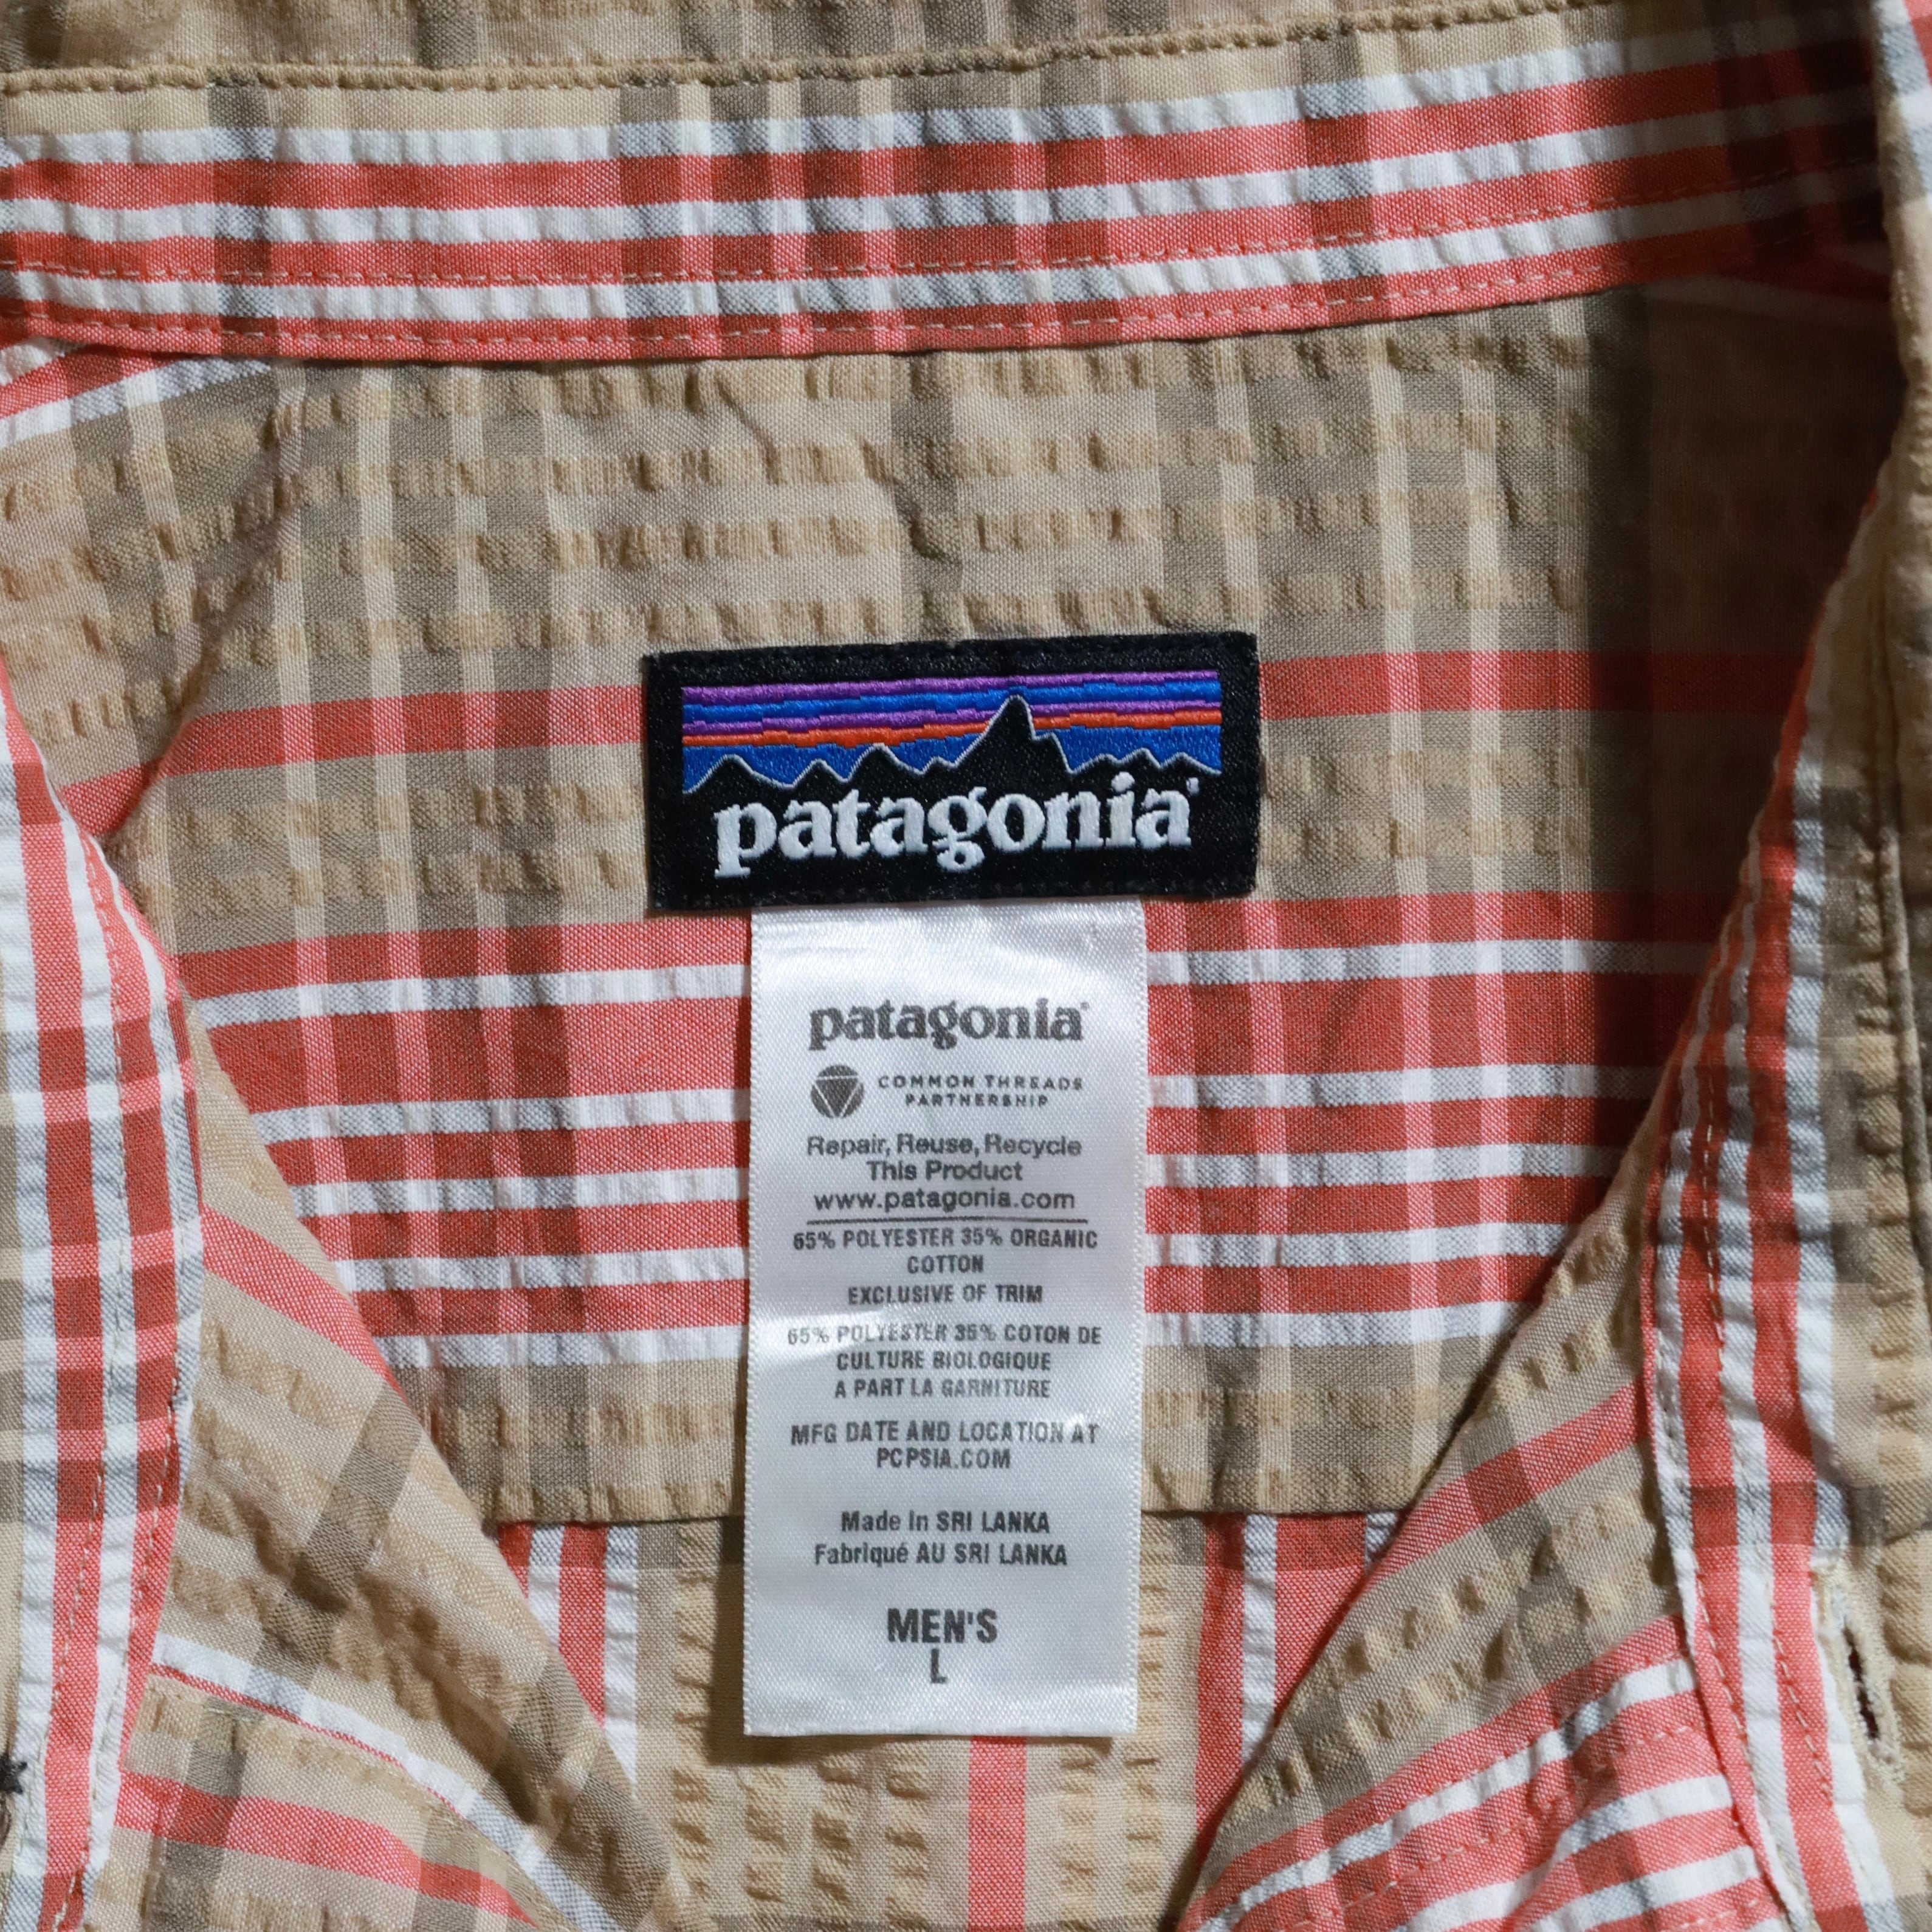 patagonia
patagonia
COMMON THREADS
PARTNERSHIP
Repair, Reuse, Recycle
This Product
www.patagonia.com
65% POLYESTER 35% ORGANIC
COTTON
EXCLUSIVE OF TRIM
65% POLYESTER 35% COTON DE
CULTURE BIOLOGIQUE
A PART LA GARNITURE
MFG DATE AND LOCATION AT
PCPSIA.COM
Made in SRI LANKA
Fabriqué AU SRI LANKA
MEN'S
L